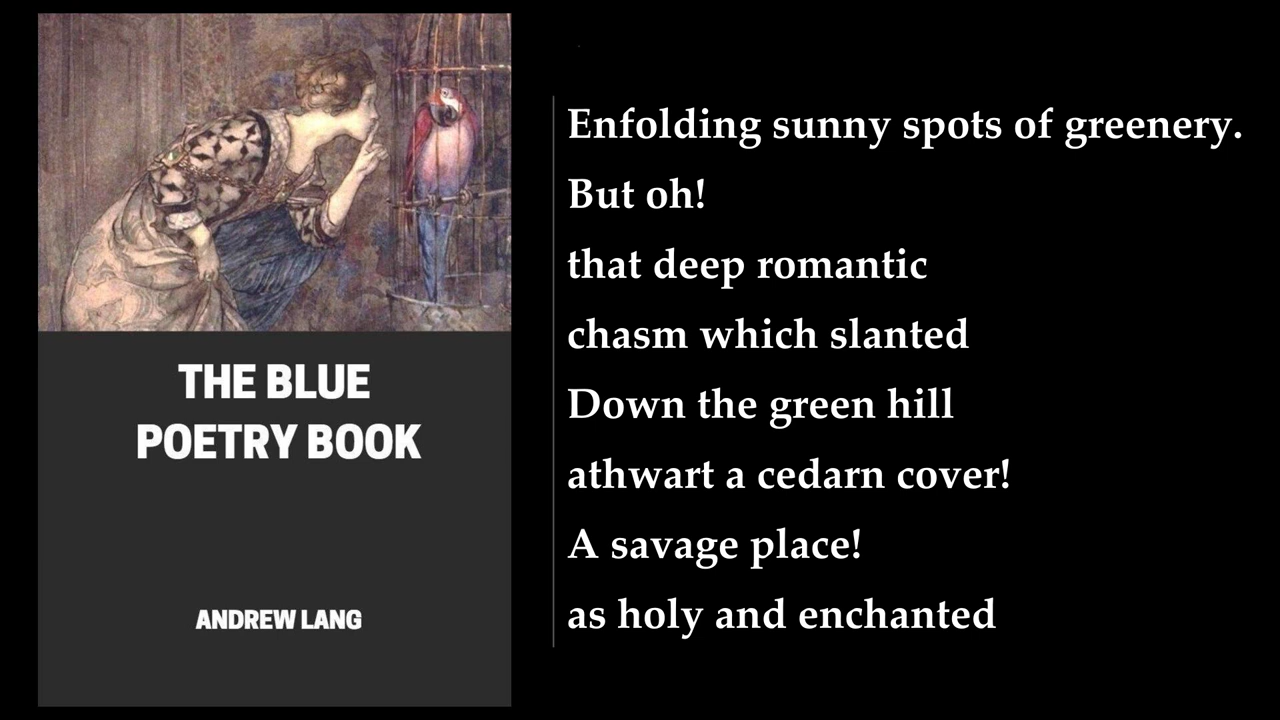 THE BLUE
POETRY BOOK
ANDREW LANG
Enfolding sunny spots of greenery.
But oh!
that deep romantic
chasm which slanted
Down the green hill
athwart a cedarn cover!
A savage place!
as holy and enchanted